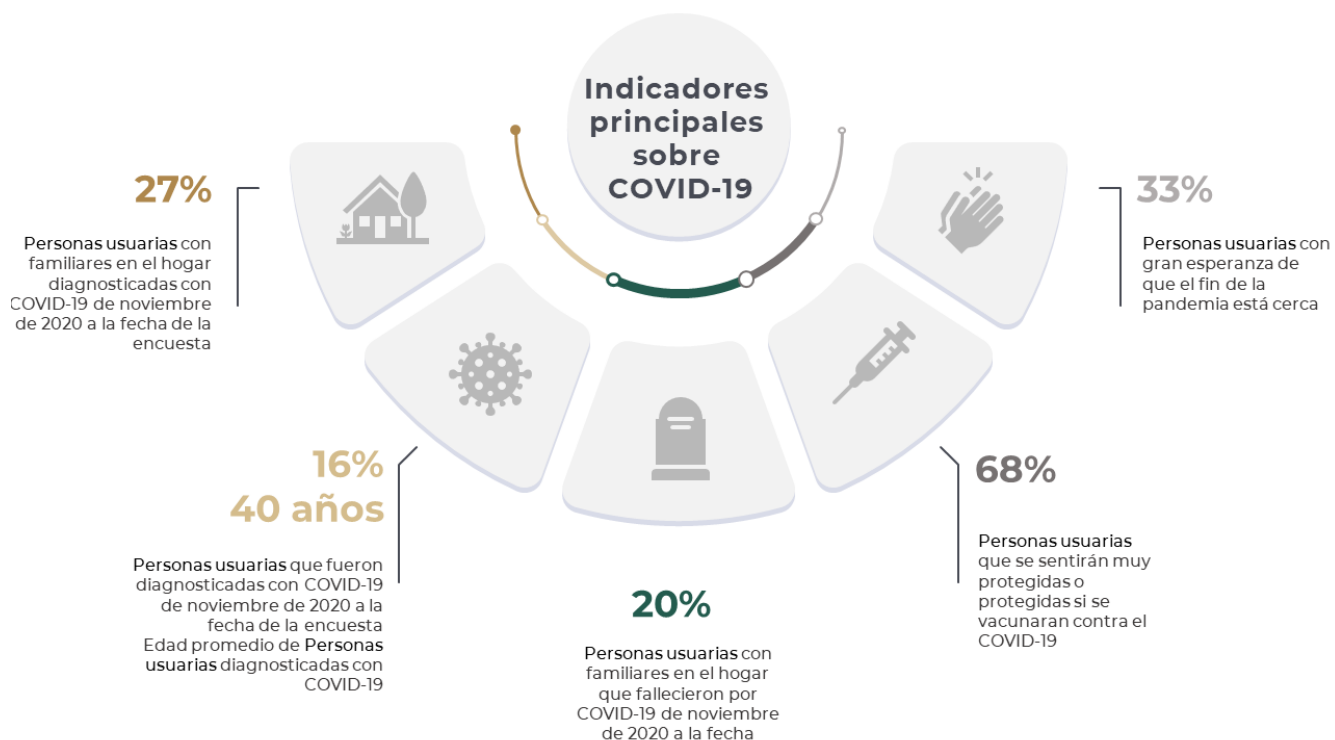 Indicadores
principales
sobre
COVID-19
27%
Personas usuarias con
familiares en el hogar
diagnosticadas con
COVID-19 de noviembre
de 2020 a la fecha de la
encuesta
16%
40 años
Personas usuarias que fueron
diagnosticadas con COVID-19
de noviembre de 2020 a la
fecha de la encuesta
Edad promedio de Personas
usuarias diagnosticadas con
COVID-19
20%
Personas usuarias con
familiares en el hogar
que fallecieron por
COVID-19 de noviembre
de 2020 a la fecha
68%
Personas usuarias
que se sentirán muy
protegidas o
protegidas si se
vacunaran contra el
COVID-19
33%
Personas usuarias con
gran esperanza de
que el fin de la
pandemia está cerca